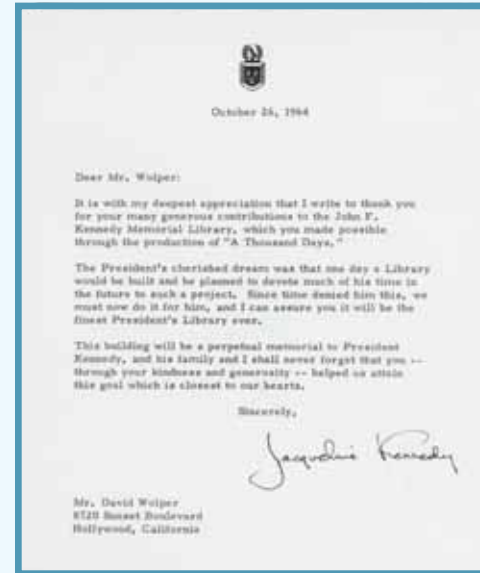 October 26, 1964
Dear Mr. Wolper:
It is with my deepest appreciation that I write to thank you
for your many generous contributions to the John F.
Kennedy Memorial Library, which you made possible
through the production of "A Thousand Days."
The President's cherished dream was that one day a Library
would be built and he planned to devote much of his time in
the future to such a project. Since time denied him this, we
must now do it for him, and I can assure you it will be the
finest President's Library ever.
This building will be a perpetual memorial to President
Kennedy, and his family and I shall never forget that you --
through your kindness and generosity -- helped us attain
this goal which is closest to our hearts.
Sincerely,
Jacqueline Kennedy
Mr. David Wolper
8720 Sunset Boulevard
Hollywood, California